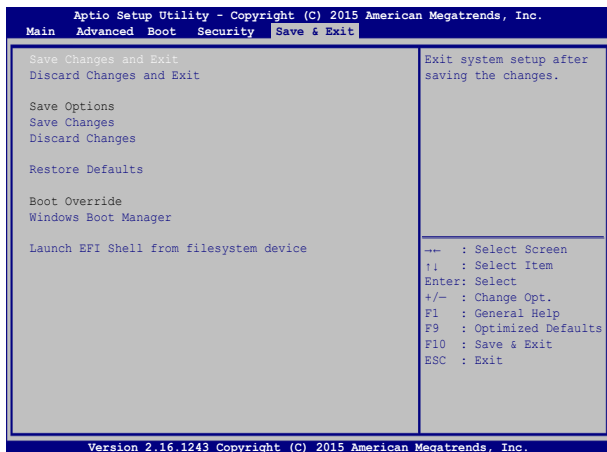 Aptio Setup Utility - Copyright (C) 2015 American Megatrends, Inc.
Main Advanced Boot Security Save & Exit
Save Changes and Exit
Discard Changes and Exit
Save Options
Save Changes
Discard Changes
Restore Defaults
Boot Override
Windows Boot Manager
Launch EFI Shell from filesystem device
Exit system setup after
saving the changes.
→← : Select Screen
↑↓ : Select Item
Enter: Select
+/— : Change Opt.
F1 : General Help
F9 : Optimized Defaults
F10 : Save & Exit
ESC : Exit
Version 2.16.1243 Copyright (C) 2015 American Megatrends, Inc.